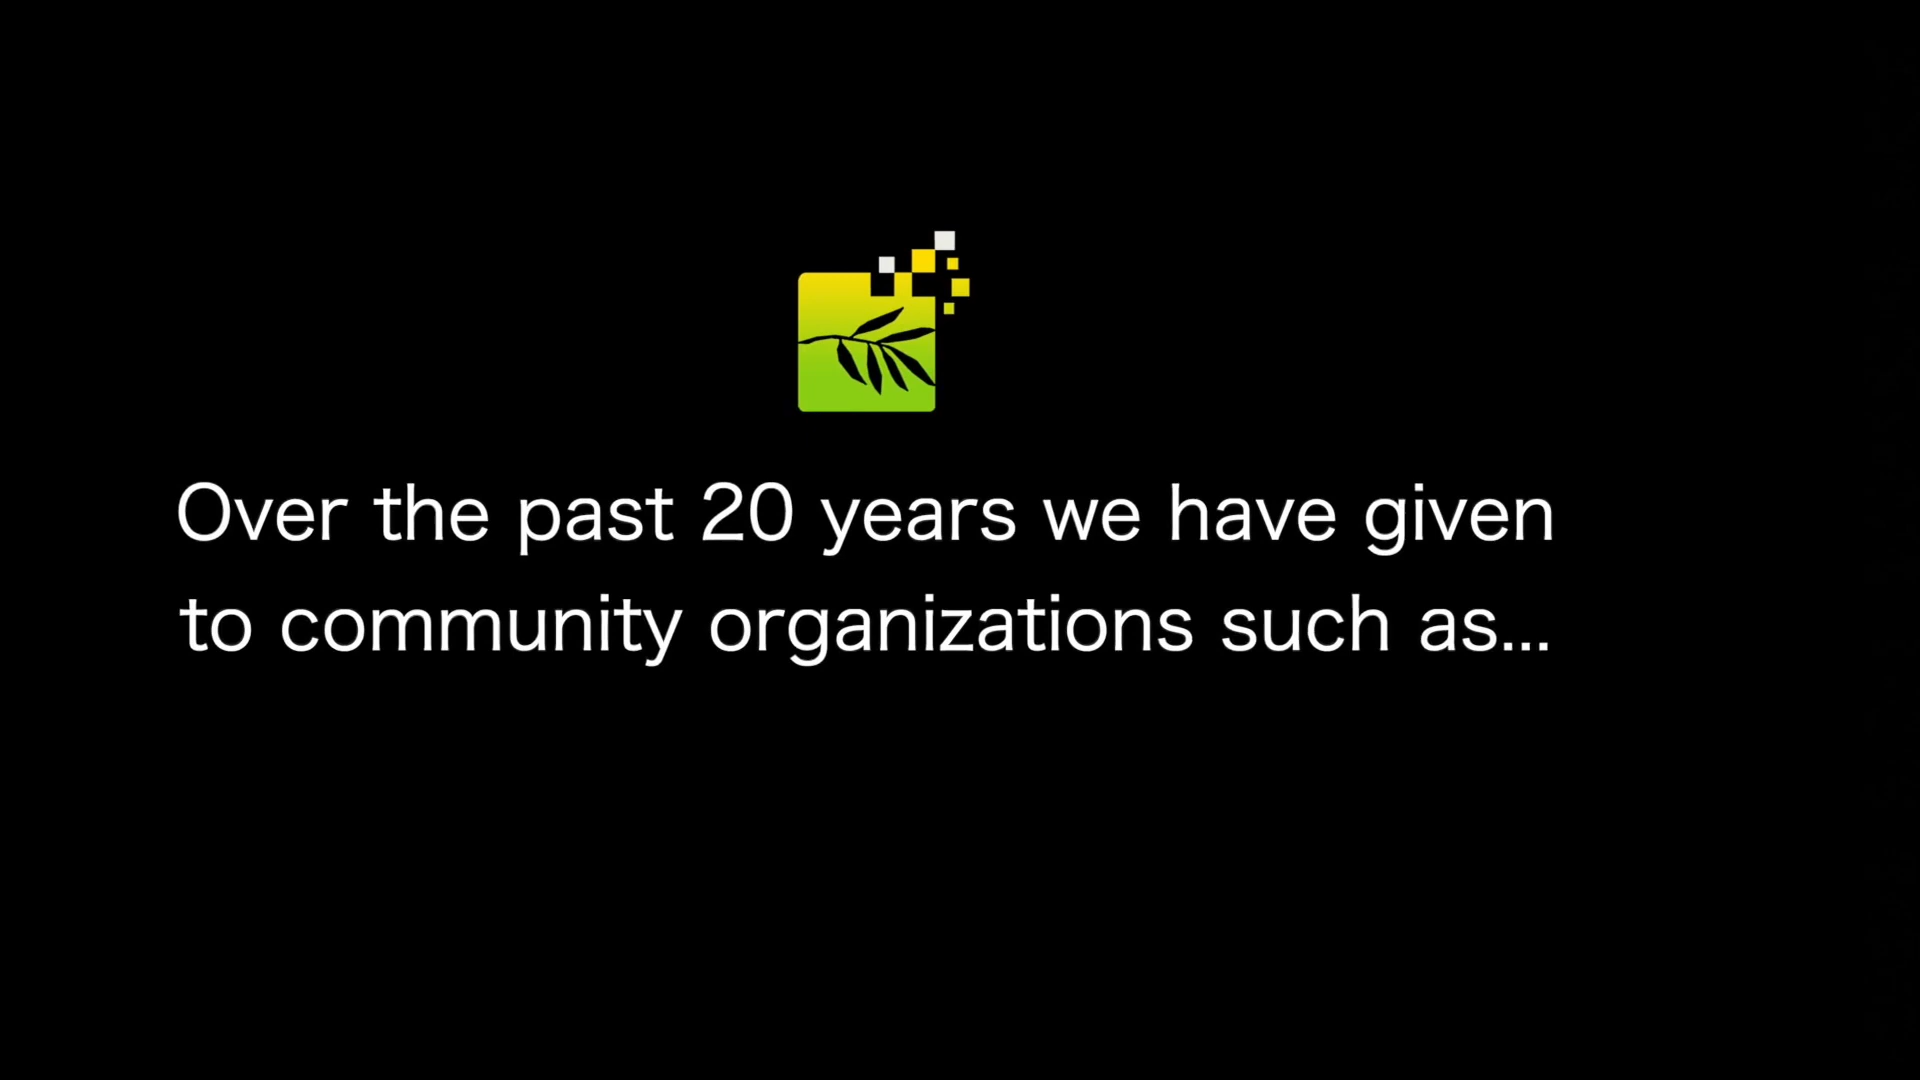 Over the past 20 years we have given
to community organizations such as...